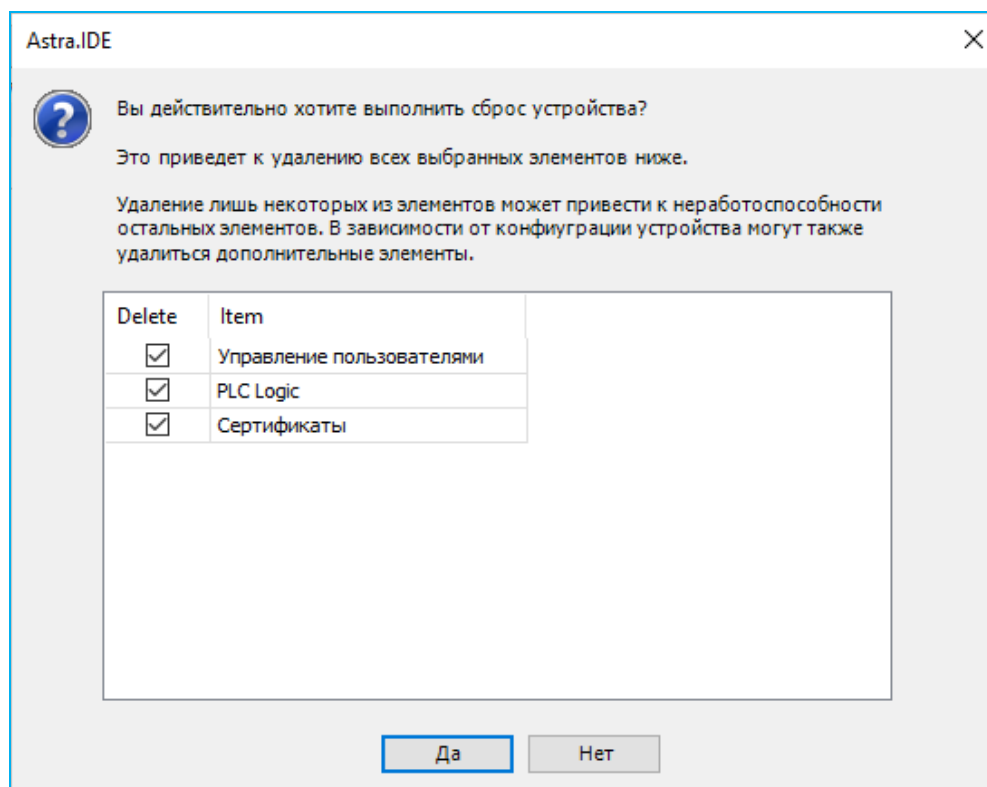 Astra.IDE
Вы действительно хотите выполнить сброс устройства?
Это приведет к удалению всех выбранных элементов ниже.
Удаление лишь некоторых из элементов может привести к неработоспособности
остальных элементов. В зависимости от конфиуграции устройства могут также
удалиться дополнительные элементы.
Delete Item
Управление пользователями
PLC Logic
Сертификаты
Да Нет